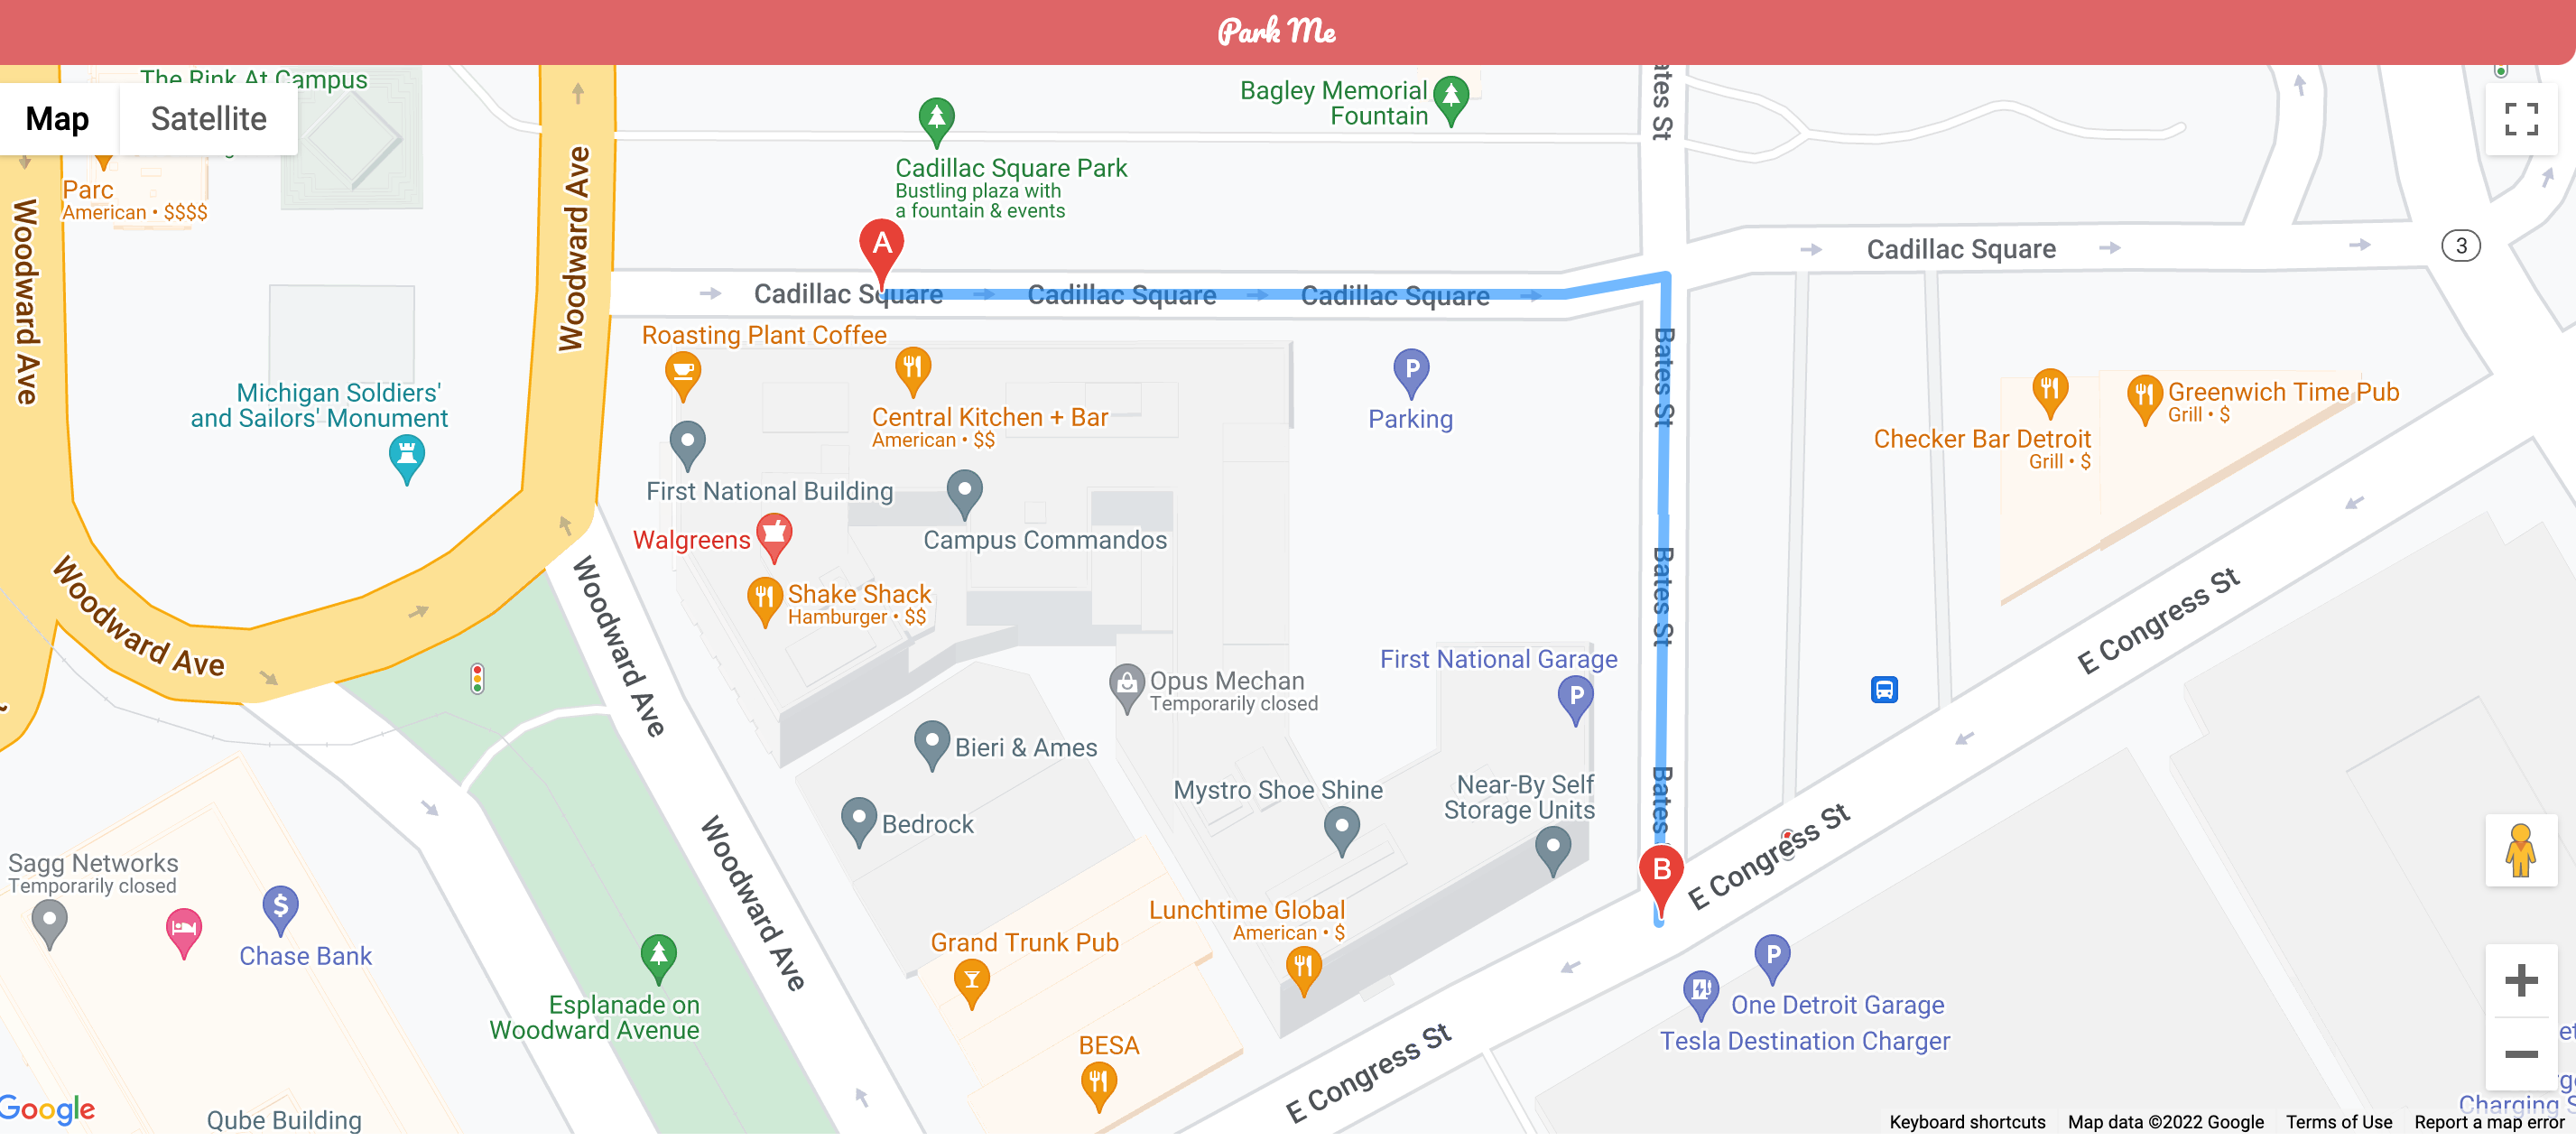 Park Me
Map
Satellite
The Rink At Campus
Parc
American • $$$$
Woodward Ave
Woodward Ave
Woodward Ave
Woodward Ave
Woodward Ave
Cadillac Square Park
Bustling plaza with
a fountain & events
Bagley Memorial
Fountain
A
Cadillac Square
Cadillac Square
Cadillac Square
Cadillac Square
3
Bates St
Bates St
Bates
Michigan Soldiers'
and Sailors' Monument
Roasting Plant Coffee
Central Kitchen + Bar
American • $$
First National Building
Campus Commandos
Walgreens
Shake Shack
Hamburger • $$
P
Parking
Checker Bar Detroit
Grill • $
Greenwich Time Pub
Grill • $
E Congress St
E Congress St
E Congress St
First National Garage
P
Opus Mechan
Temporarily closed
Bieri & Ames
Bedrock
Mystro Shoe Shine
Near-By Self
Storage Units
B
Lunchtime Global
American • $
Grand Trunk Pub
BESA
Sagg Networks
Temporarily closed
$
Chase Bank
Esplanade on
Woodward Avenue
P
One Detroit Garage
Tesla Destination Charger
Qube Building
Google
Charging S
Keyboard shortcuts
Map data ©2022 Google
Terms of Use
Report a map error